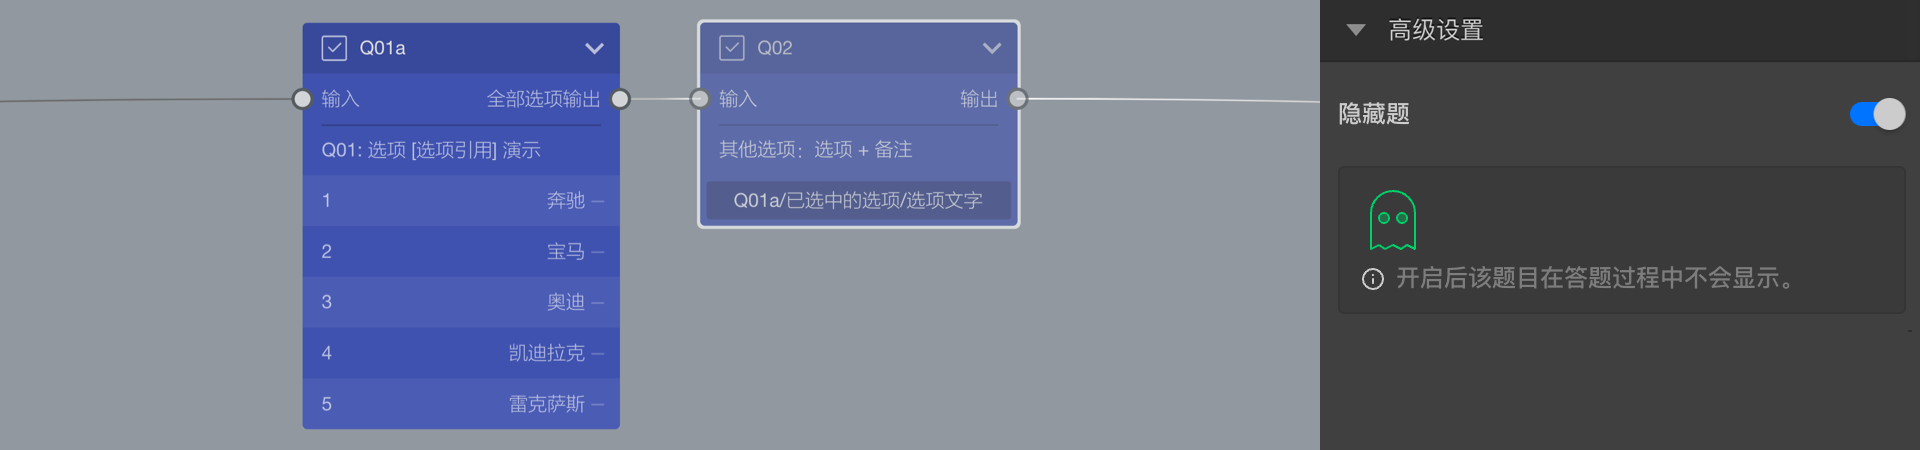 Q01a
输入
全部选项输出
Q01: 选项 [选项引用] 演示
1 奔驰
2 宝马
3 奥迪
4 凯迪拉克
5 雷克萨斯
Q02
输入
输出
其他选项：选项 + 备注
Q01a/已选中的选项/选项文字
高级设置
隐藏题
开启后该题目在答题过程中不会显示。